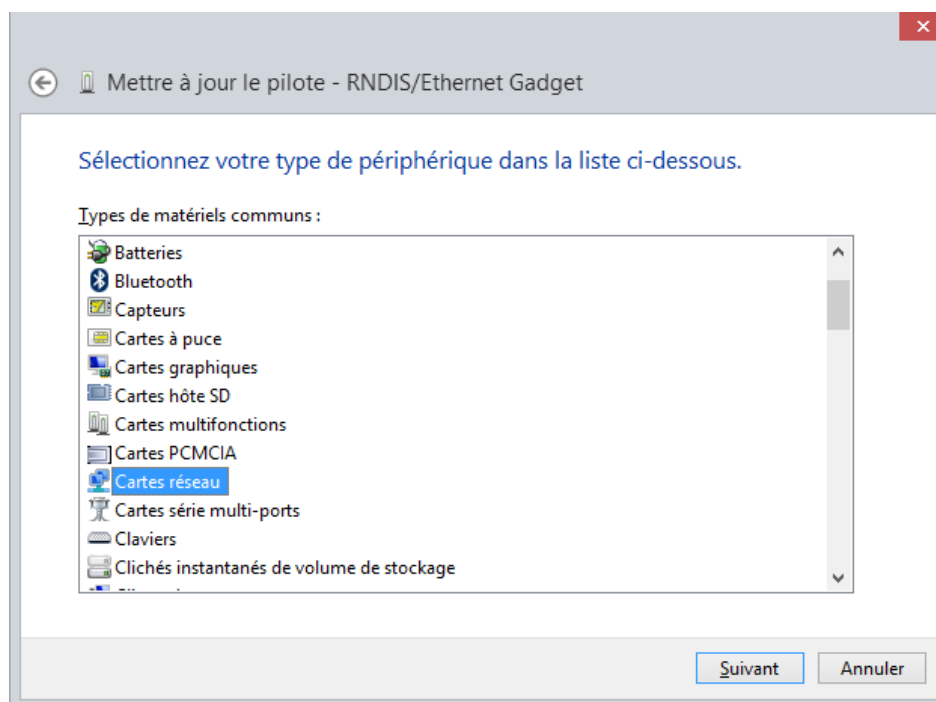 Mettre à jour le pilote - RNDIS/Ethernet Gadget
Sélectionnez votre type de périphérique dans la liste ci-dessous.
Types de matériels communs :
Batteries
Bluetooth
Capteurs
Cartes à puce
Cartes graphiques
Cartes hôte SD
Cartes multifonctions
Cartes PCMCIA
Cartes réseau
Cartes série multi-ports
Claviers
Clichés instantanés de volume de stockage
Suivant
Annuler